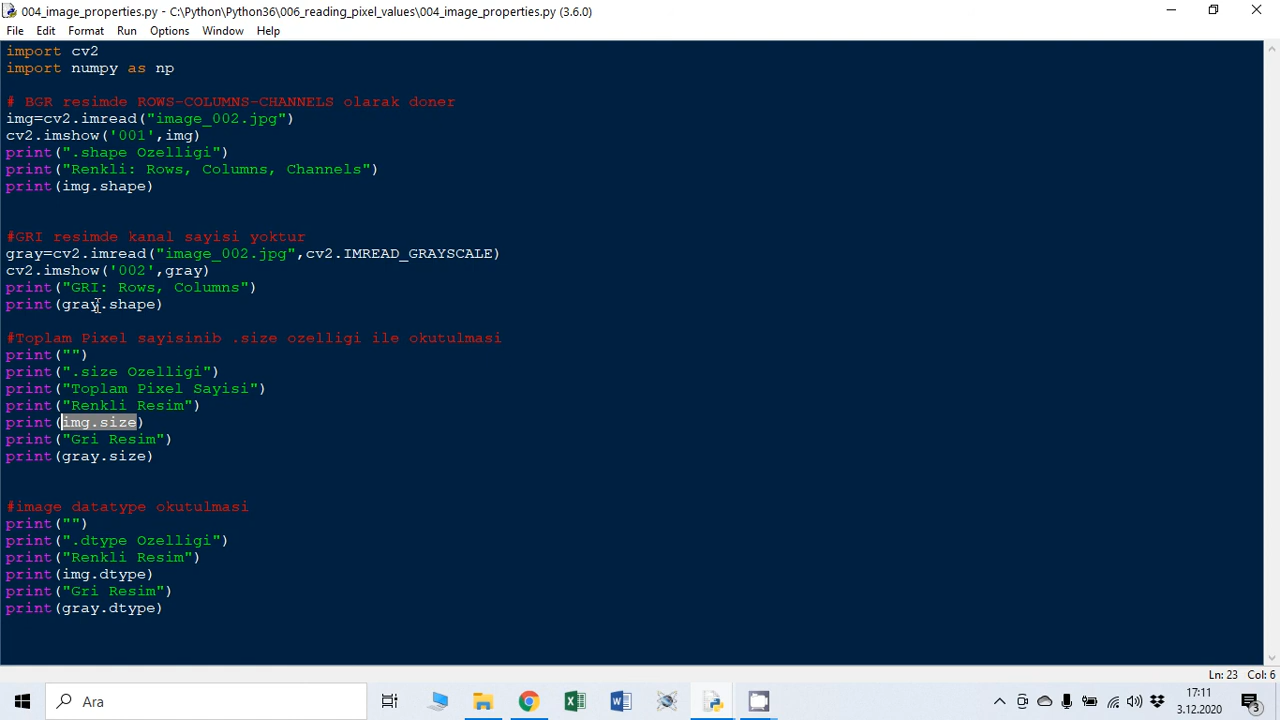 004_image_properties.py - C:\Python\Python36\006_reading_pixel_values\004_image_properties.py (3.6.0)
File Edit Format Run Options Window Help
import cv2
import numpy as np
# BGR resimde ROWS-COLUMNS-CHANNELS olarak doner
img=cv2.imread("image_002.jpg")
cv2.imshow('001',img)
print(".shape Ozelligi")
print("Renkli: Rows, Columns, Channels")
print(img.shape)
#GRI resimde kanal sayisi yoktur
gray=cv2.imread("image_002.jpg",cv2.IMREAD_GRAYSCALE)
cv2.imshow('002',gray)
print("GRI: Rows, Columns")
print(gray.shape)
#Toplam Pixel sayisinib .size ozelligi ile okutulmasi
print("")
print(".size Ozelligi")
print("Toplam Pixel Sayisi")
print("Renkli Resim")
print(img.size)
print("Gri Resim")
print(gray.size)
#image datatype okutulmasi
print("")
print(".dtype Ozelligi")
print("Renkli Resim")
print(img.dtype)
print("Gri Resim")
print(gray.dtype)
Ln: 23 Col: 6
Ara
17:11
3.12.2020
3